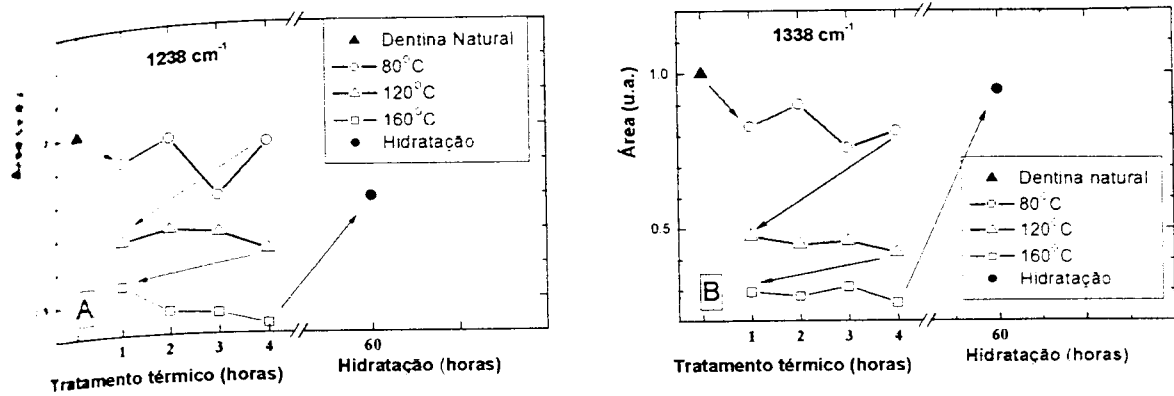 1238 cm-1
Dentina Natural
80°C
120°C
160°C
Hidratação
A
1 2 3 4
60
Tratamento térmico (horas)
Hidratação (horas)
1338 cm-1
Área (u.a.)
1.0
0.5
Dentina natural
80°C
120°C
160°C
Hidratação
B
1 2 3 4
60
Tratamento térmico (horas)
Hidratação (horas)